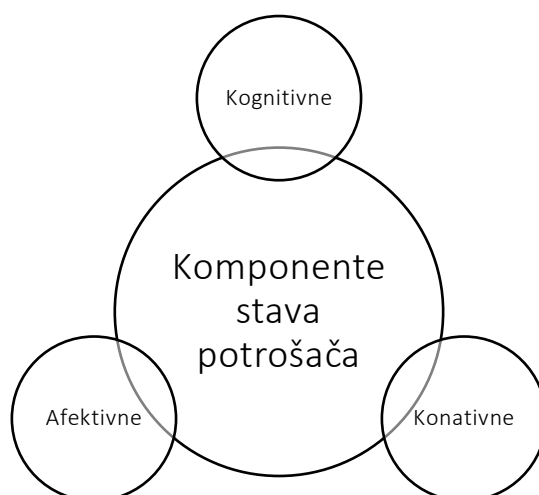 Kognitivne
Komponente
stava
potrošača
Afektivne
Konativne